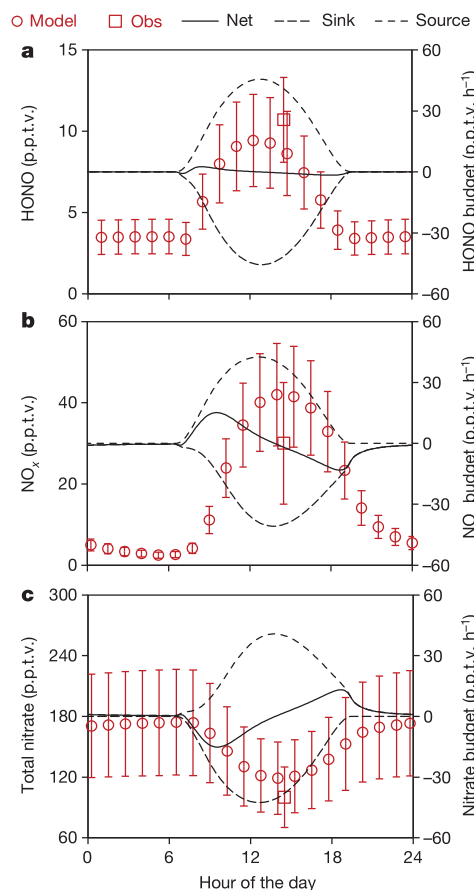 Model Obs Net Sink Source
a
15
10
5
0
HONO (p.p.t.v.)
60
30
0
−30
−60
HONO budget (p.p.t.v. h⁻¹)
b
60
40
20
0
NOₓ (p.p.t.v.)
60
30
0
−30
−60
NO budget (p.p.t.v. h⁻¹)
c
300
240
180
120
60
Total nitrate (p.p.t.v.)
60
30
0
−30
−60
Nitrate budget (p.p.t.v. h⁻¹)
0 6 12 18 24
Hour of the day